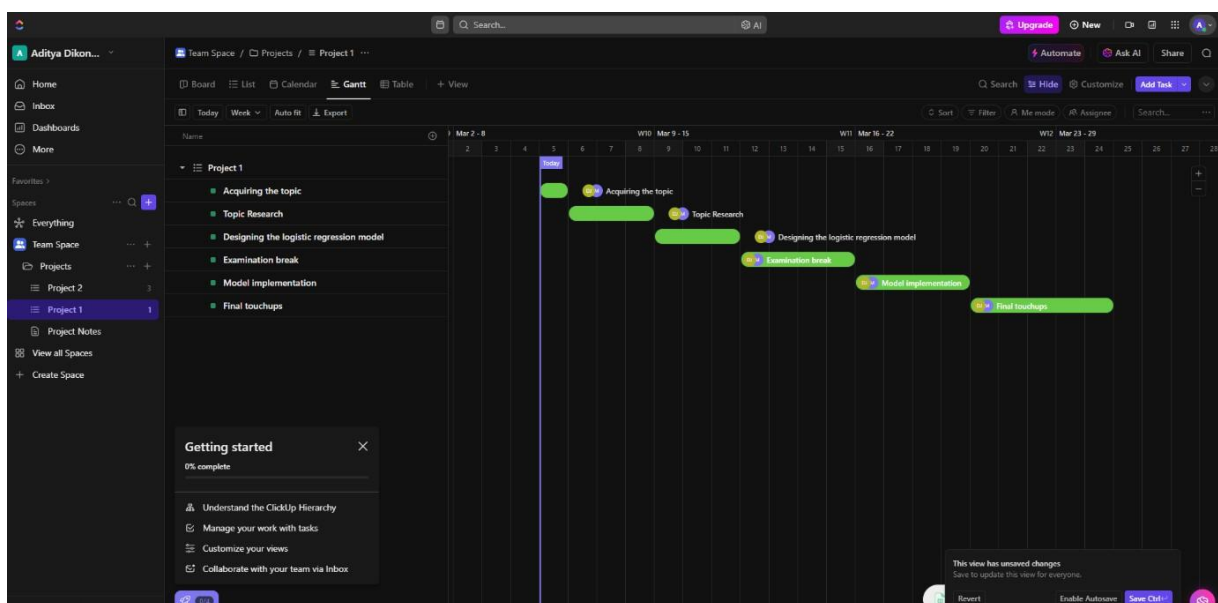 Search...
AI
Upgrade
New
A
A Aditya Dikon...
Team Space / Projects / Project 1 ...
Automate
Ask AI
Share
Home
Inbox
Dashboards
More
Favorites >
Spaces
Everything
Team Space
Projects
Project 2 3
Project 1 1
Project Notes
View all Spaces
+ Create Space
Board List Calendar Gantt Table + View
Search Hide Customize Add Task
Today Week Auto fit Export
Sort Filter Me mode Assignee Search...
Name
Mar 2 - 8 W10 Mar 9 - 15 W11 Mar 16 - 22 W12 Mar 23 - 29
2 3 4 5 6 7 8 9 10 11 12 13 14 15 16 17 18 19 20 21 22 23 24 25 26 27 28
Today
Project 1
Acquiring the topic
Topic Research
Designing the logistic regression model
Examination break
Model implementation
Final touchups
Acquiring the topic
Topic Research
Designing the logistic regression model
Examination break
Model implementation
Final touchups
Getting started
0% complete
Understand the ClickUp Hierarchy
Manage your work with tasks
Customize your views
Collaborate with your team via Inbox
0/4
This view has unsaved changes
Save to update this view for everyone.
Revert Enable Autosave Save Ctrl